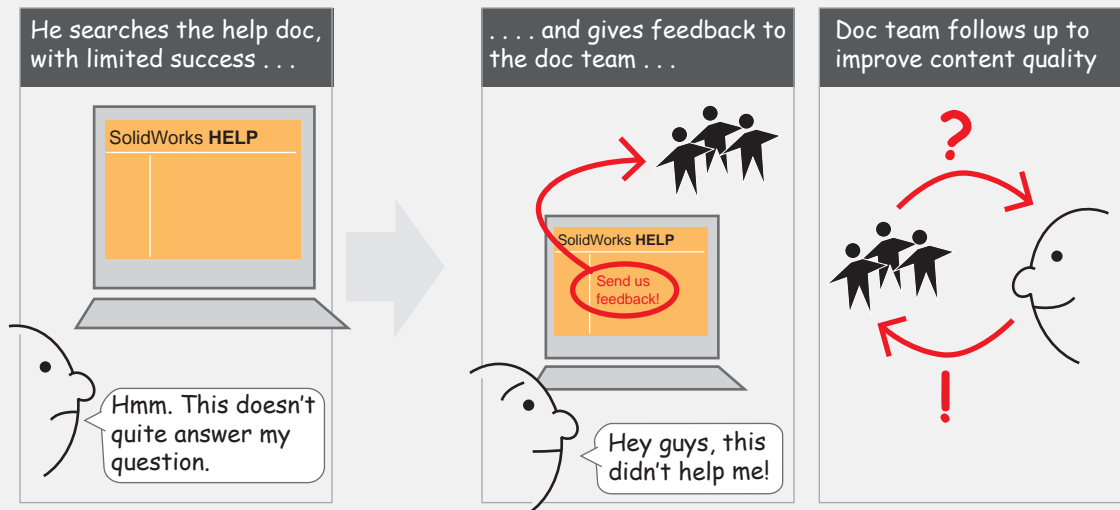 He searches the help doc,
with limited success . . .
SolidWorks HELP
Hmm. This doesn't
quite answer my
question.
. . . . and gives feedback to
the doc team . . .
SolidWorks HELP
Send us
feedback!
Hey guys, this
didn't help me!
Doc team follows up to
improve content quality
?
!